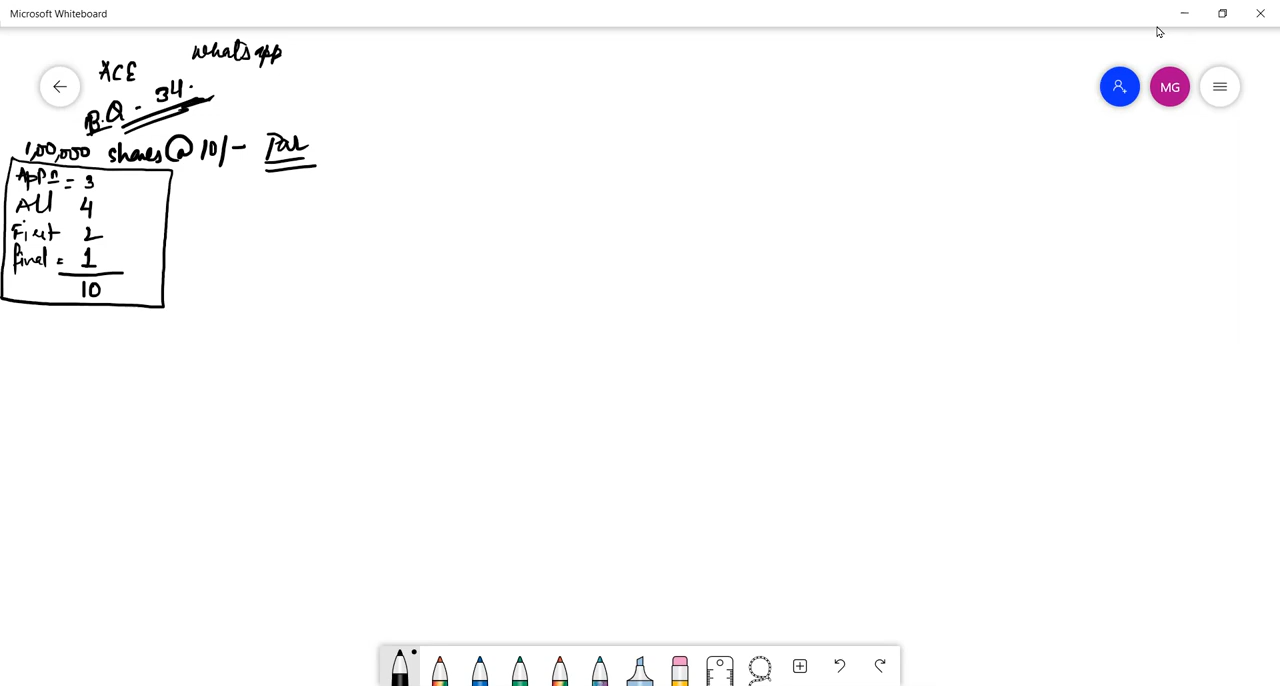 Microsoft Whiteboard
whatsapp
ACE
B.Q - 34.
MG
1,00,000 shares @ 10/- Par
Appn = 3
All 4
First 2
final = 1
10